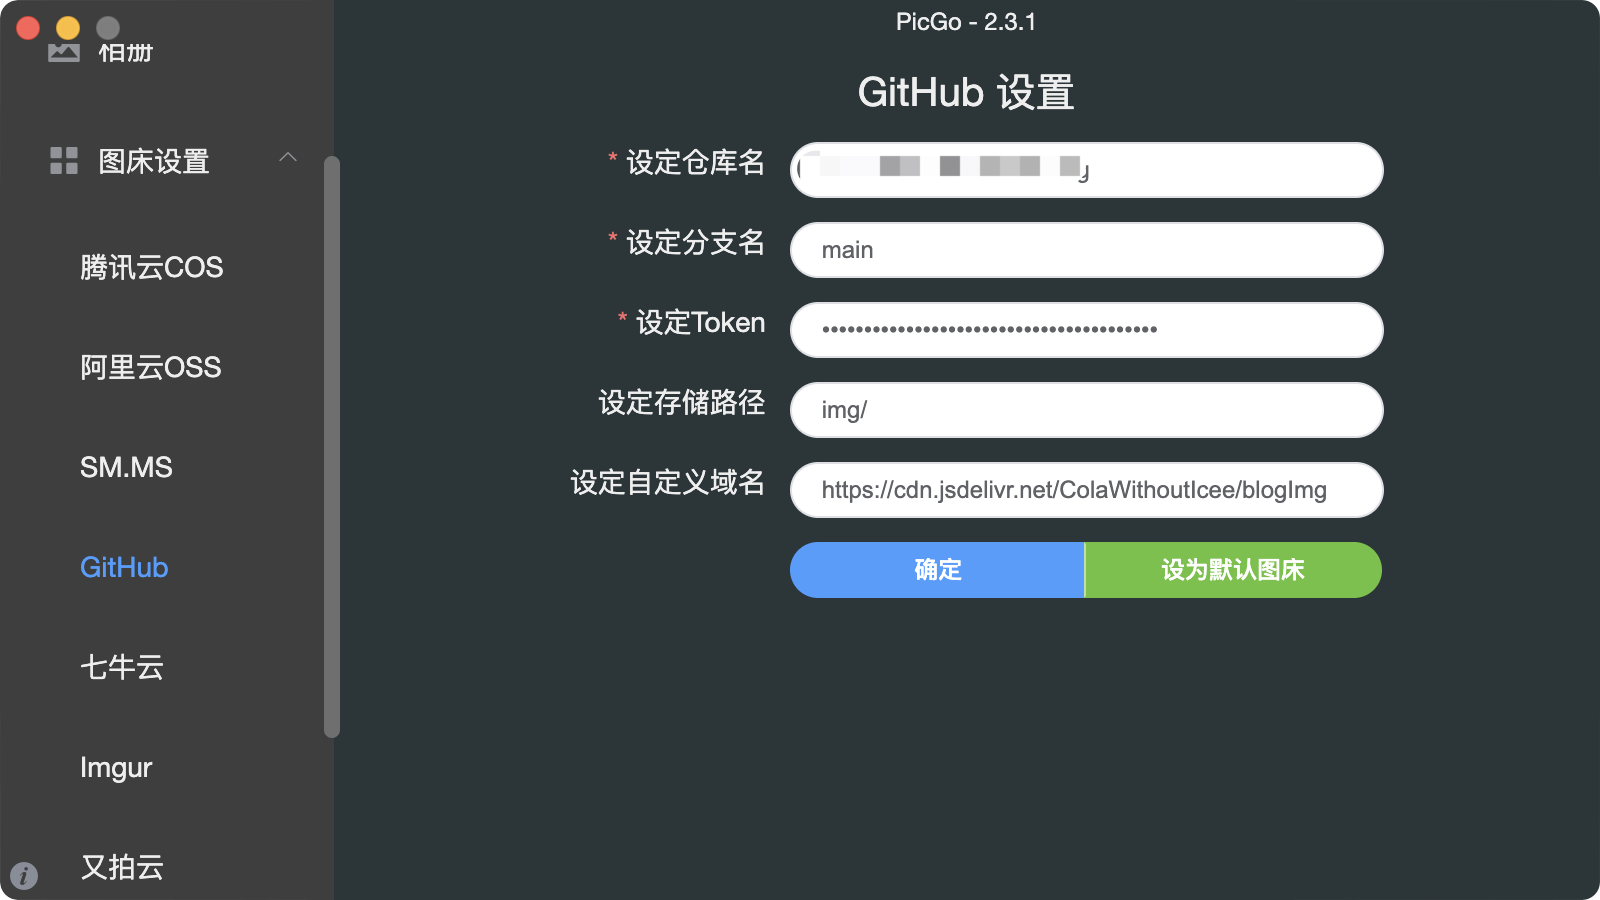 PicGo - 2.3.1
相册
图床设置
腾讯云COS
阿里云OSS
SM.MS
GitHub
七牛云
Imgur
又拍云
GitHub 设置
* 设定仓库名
* 设定分支名
main
* 设定Token
••••••••••••••••••••••••••••••••••••••••
设定存储路径
img/
设定自定义域名
https://cdn.jsdelivr.net/ColaWithoutIcee/blogImg
确定
设为默认图床